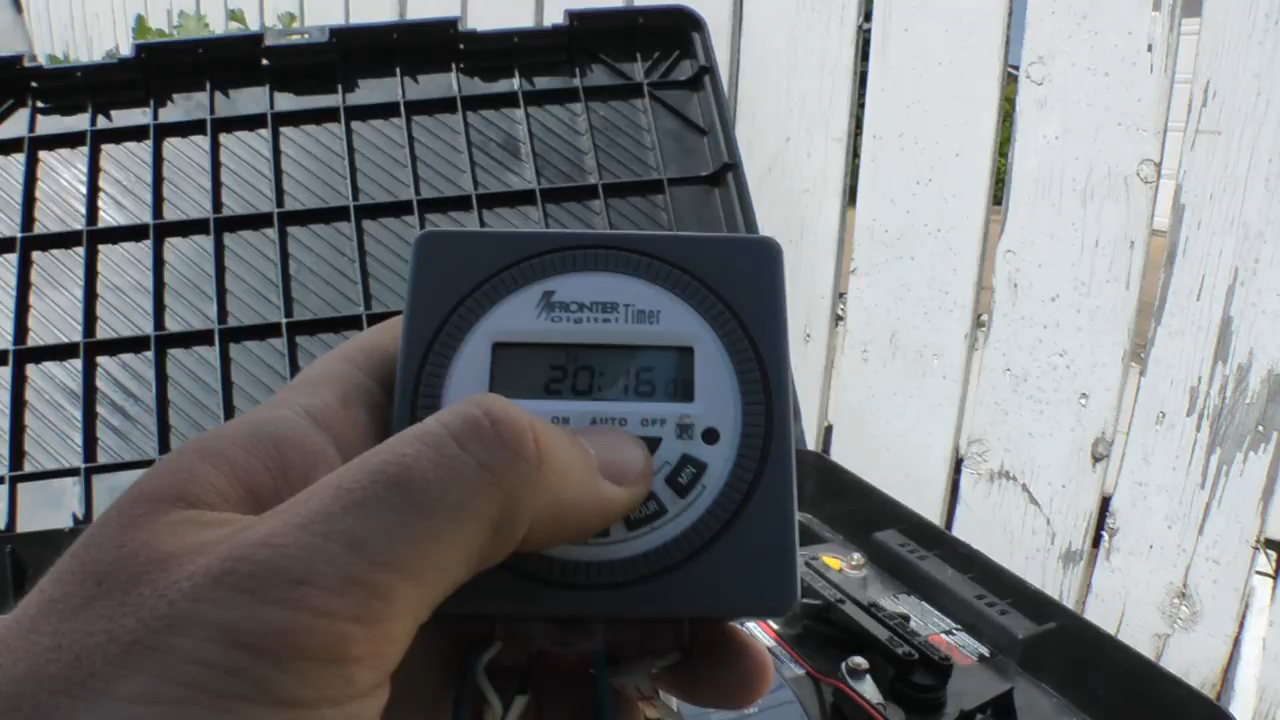 FRONTIER
Digital Timer
20:16
ON AUTO OFF
MIN
HOUR